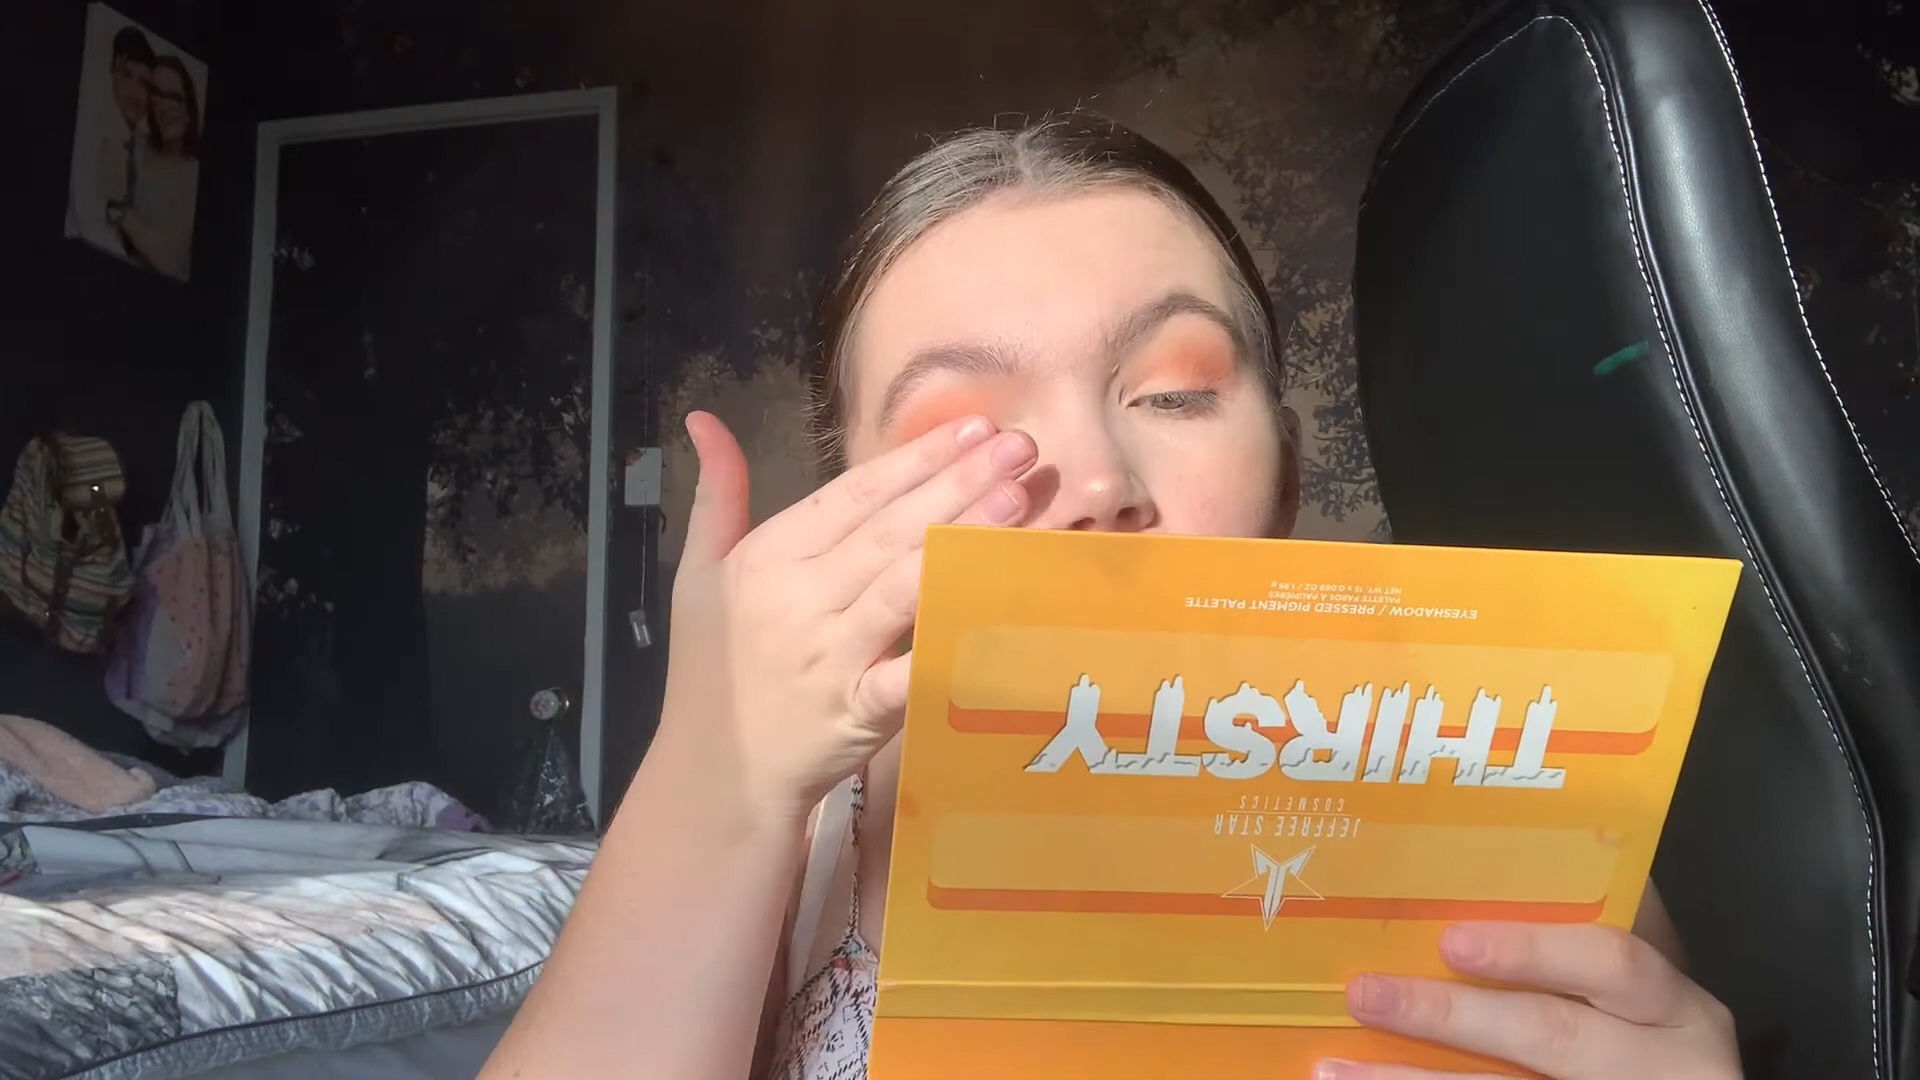 THIRSTY
EYESHADOW / PRESSED PIGMENT PALETTE
PALETTE FARDS À PAUPIÈRES
NET WT. 15 x 0.069 OZ / 1.95 g
JEFFREE STAR
COSMETICS